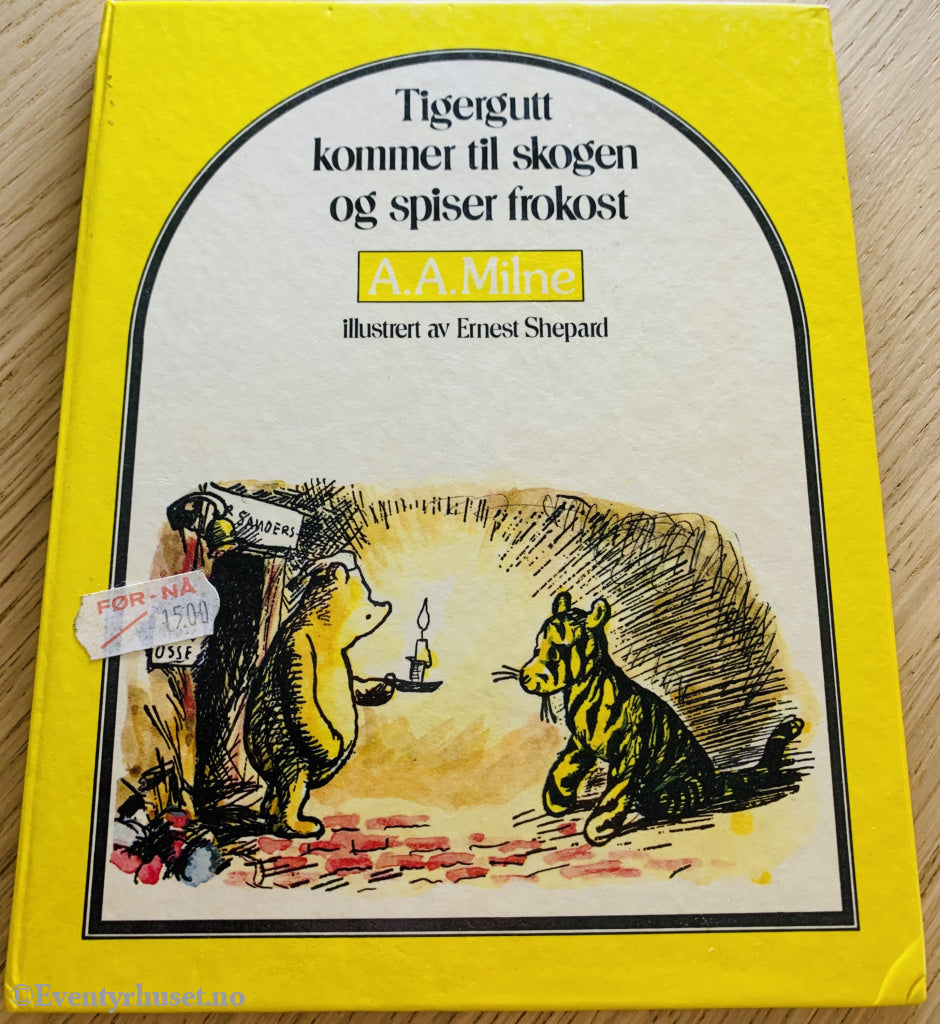 Tigergutt
kommer til skogen
og spiser frokost
A.A.Milne
illustrert av Ernest Shepard
SANDERS
FØR - NÅ
15.00
OSSE
©Eventyrhuset.no